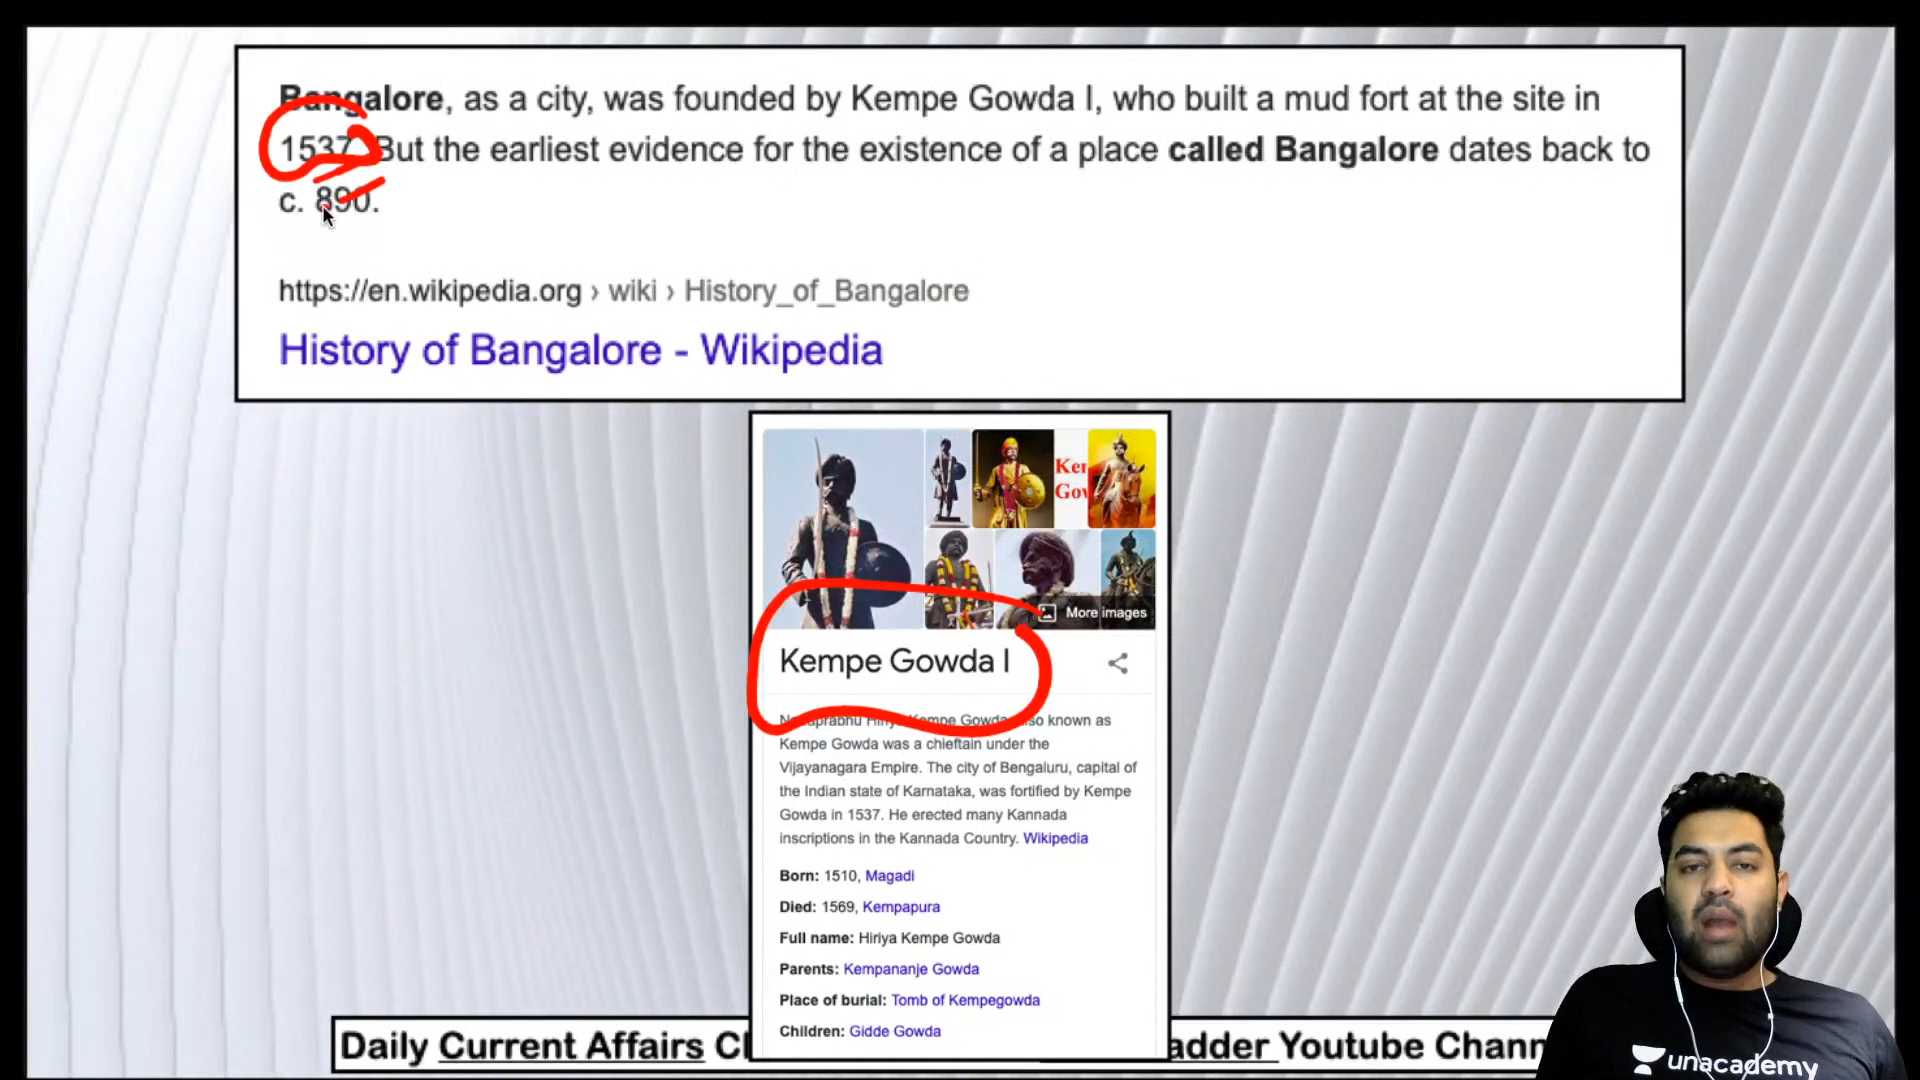 Bangalore, as a city, was founded by Kempe Gowda I, who built a mud fort at the site in
1537. But the earliest evidence for the existence of a place called Bangalore dates back to
c. 890.
https://en.wikipedia.org › wiki › History_of_Bangalore
History of Bangalore - Wikipedia
More images
Kempe Gowda I
Kempe Gowda also known as
Kempe Gowda was a chieftain under the
Vijayanagara Empire. The city of Bengaluru, capital of
the Indian state of Karnataka, was fortified by Kempe
Gowda in 1537. He erected many Kannada
inscriptions in the Kannada Country. Wikipedia
Born: 1510, Magadi
Died: 1569, Kempapura
Full name: Hiriya Kempe Gowda
Parents: Kempananje Gowda
Place of burial: Tomb of Kempegowda
Children: Gidde Gowda
Daily Current Affairs
Youtube
unacademy